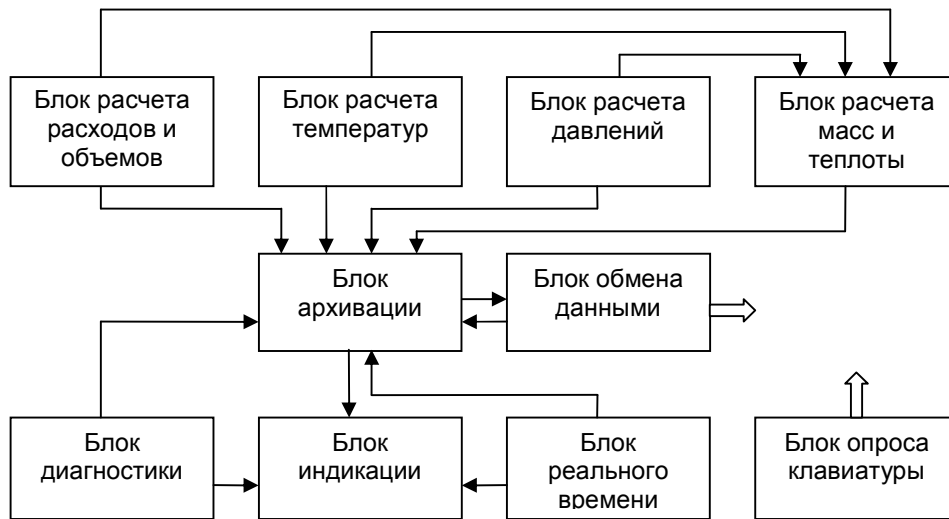 Блок расчета
расходов и
объемов
Блок расчета
температур
Блок расчета
давлений
Блок расчета
масс и
теплоты
Блок
архивации
Блок обмена
данными
Блок
диагностики
Блок
индикации
Блок
реального
времени
Блок опроса
клавиатуры